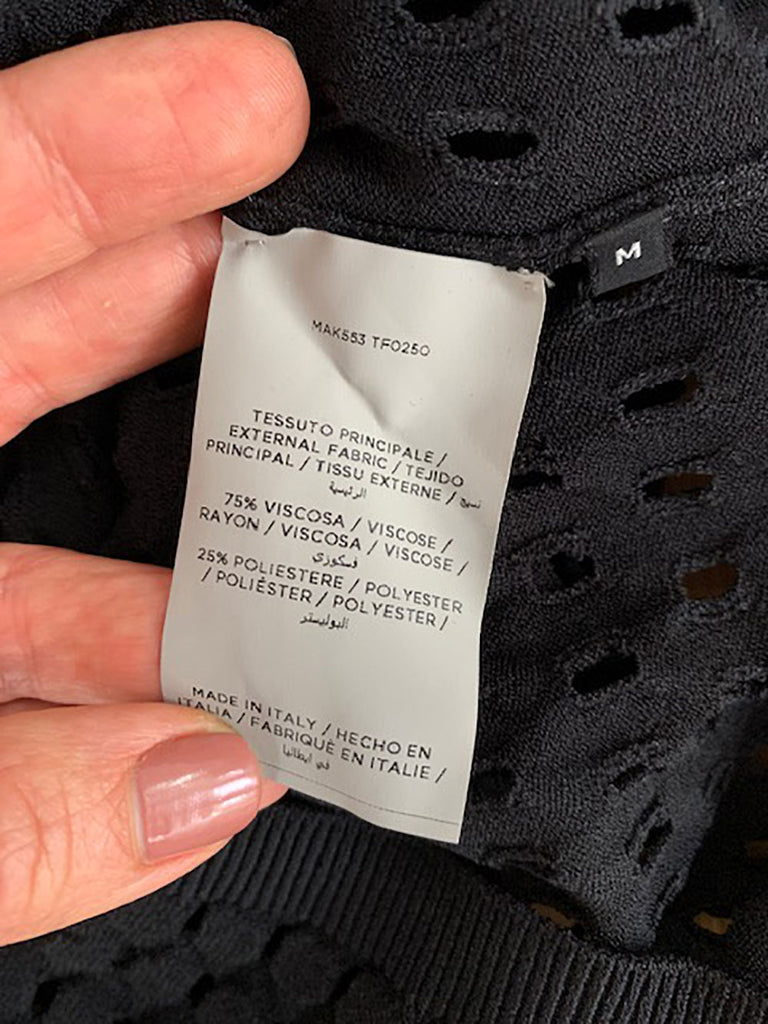 M
MAK553 TF0250
TESSUTO PRINCIPALE /
EXTERNAL FABRIC / TEJIDO
PRINCIPAL / TISSU EXTERNE / نسيج
الرئيسية
75% VISCOSA / VISCOSE /
RAYON / VISCOSA / VISCOSE /
فسكوزي
25% POLIESTERE / POLYESTER
/ POLIÉSTER / POLYESTER /
البوليستر
MADE IN ITALY / HECHO EN
ITALIA / FABRIQUÉ EN ITALIE /
في إيطاليا